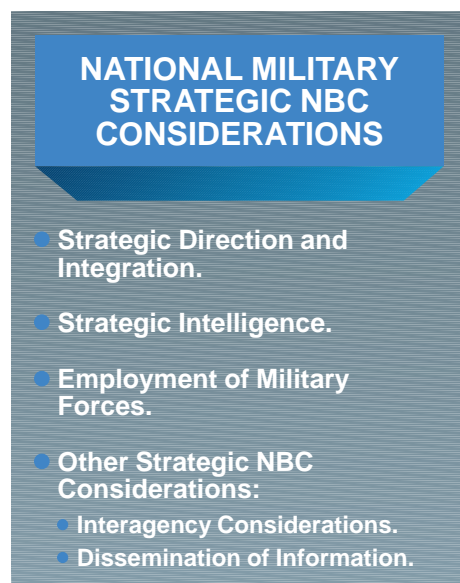 NATIONAL MILITARY
STRATEGIC NBC
CONSIDERATIONS
Strategic Direction and
Integration.
Strategic Intelligence.
Employment of Military
Forces.
Other Strategic NBC
Considerations:
Interagency Considerations.
Dissemination of Information.